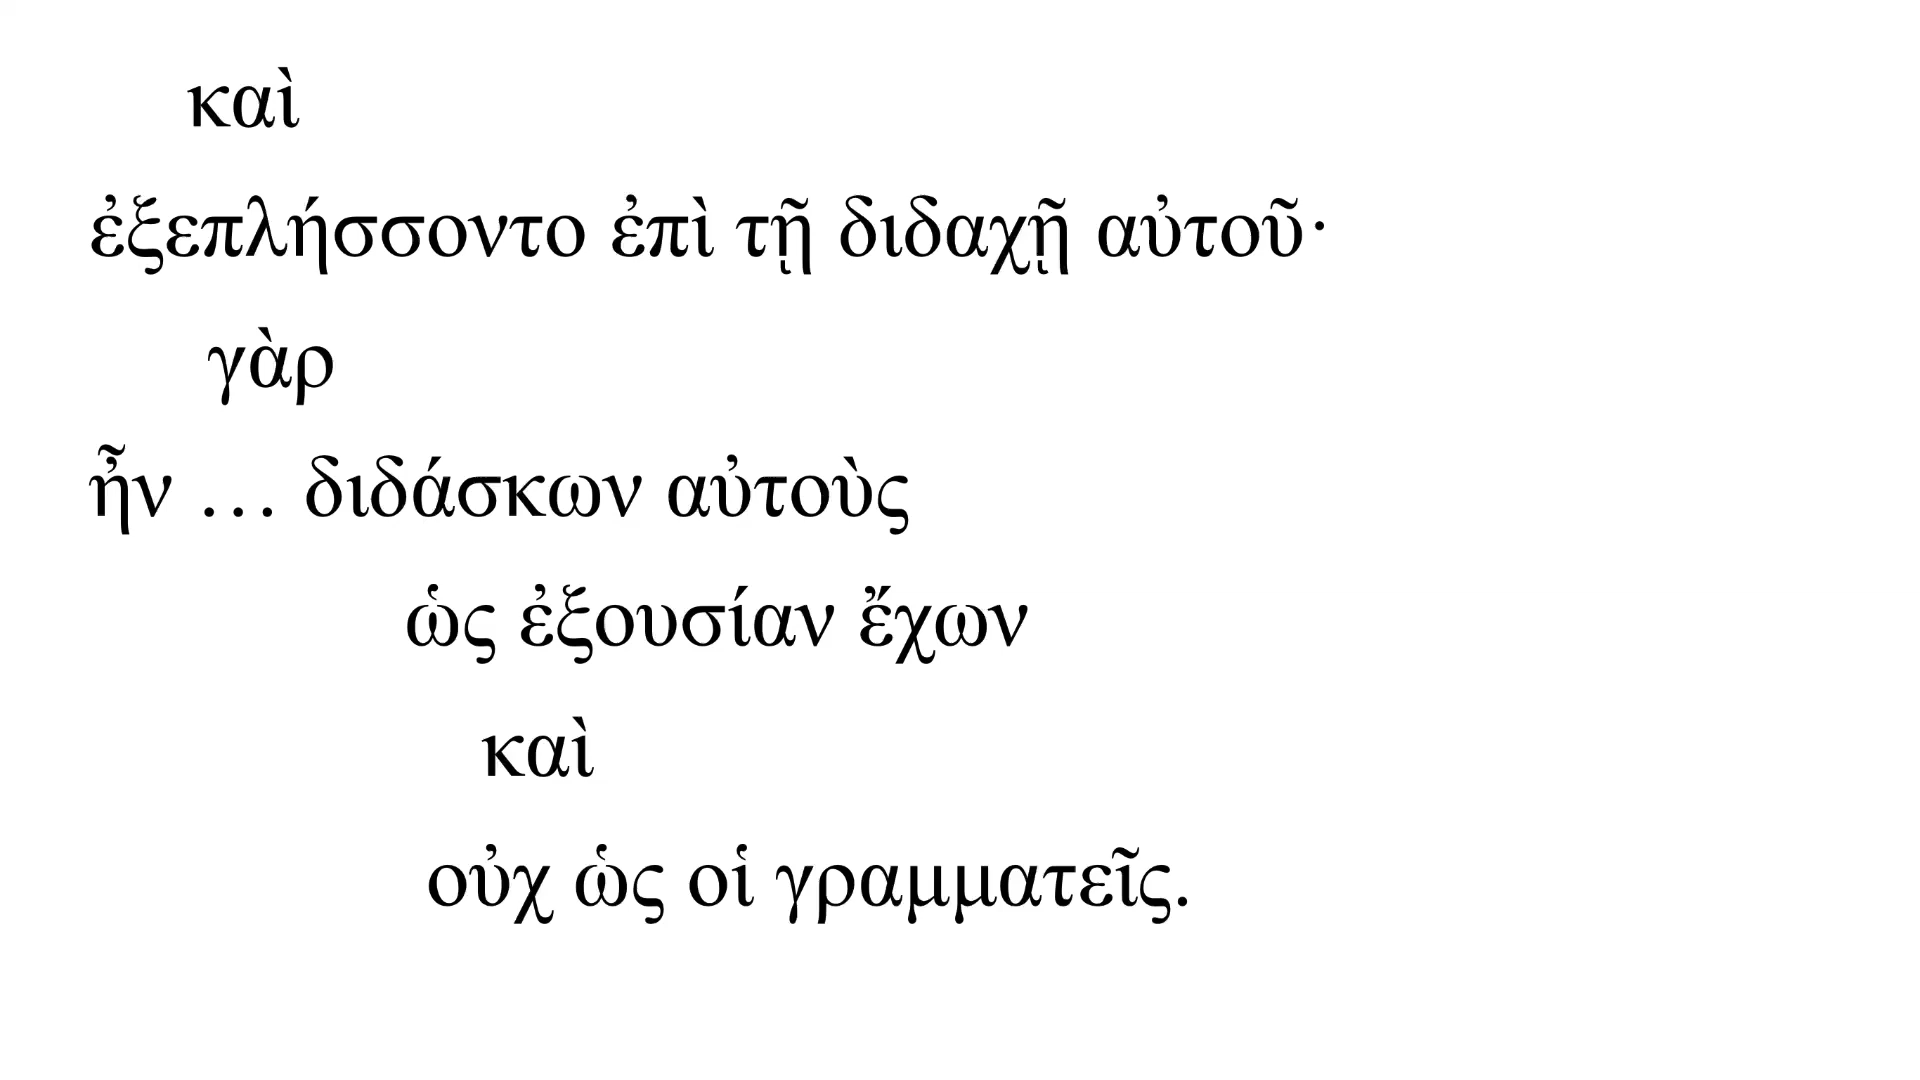 καὶ
ἐξεπλήσσοντο ἐπὶ τῇ διδαχῇ αὐτοῦ·
γὰρ
ἦν … διδάσκων αὐτοὺς
ὡς ἐξουσίαν ἔχων
καὶ
οὐχ ὡς οἱ γραμματεῖς.